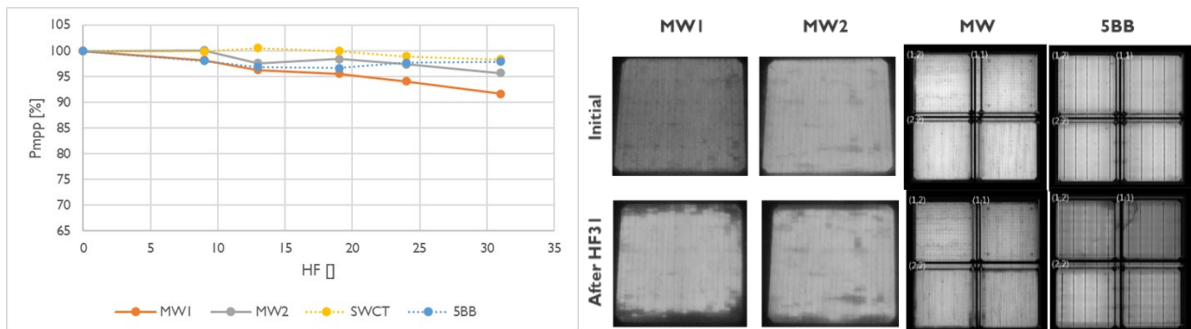 105
100
95
90
85
80
75
70
65
Pmpp [%]
0 5 10 15 20 25 30 35
HF []
MW1 MW2 SWCT 5BB
MW1 MW2 MW 5BB
Initial
(1,2) (1,1) (1,2) (1,1)
(2,2) (2,2)
After HF31
(1,2) (1,1) (1,2) (1,1)
(2,2) (2,2)